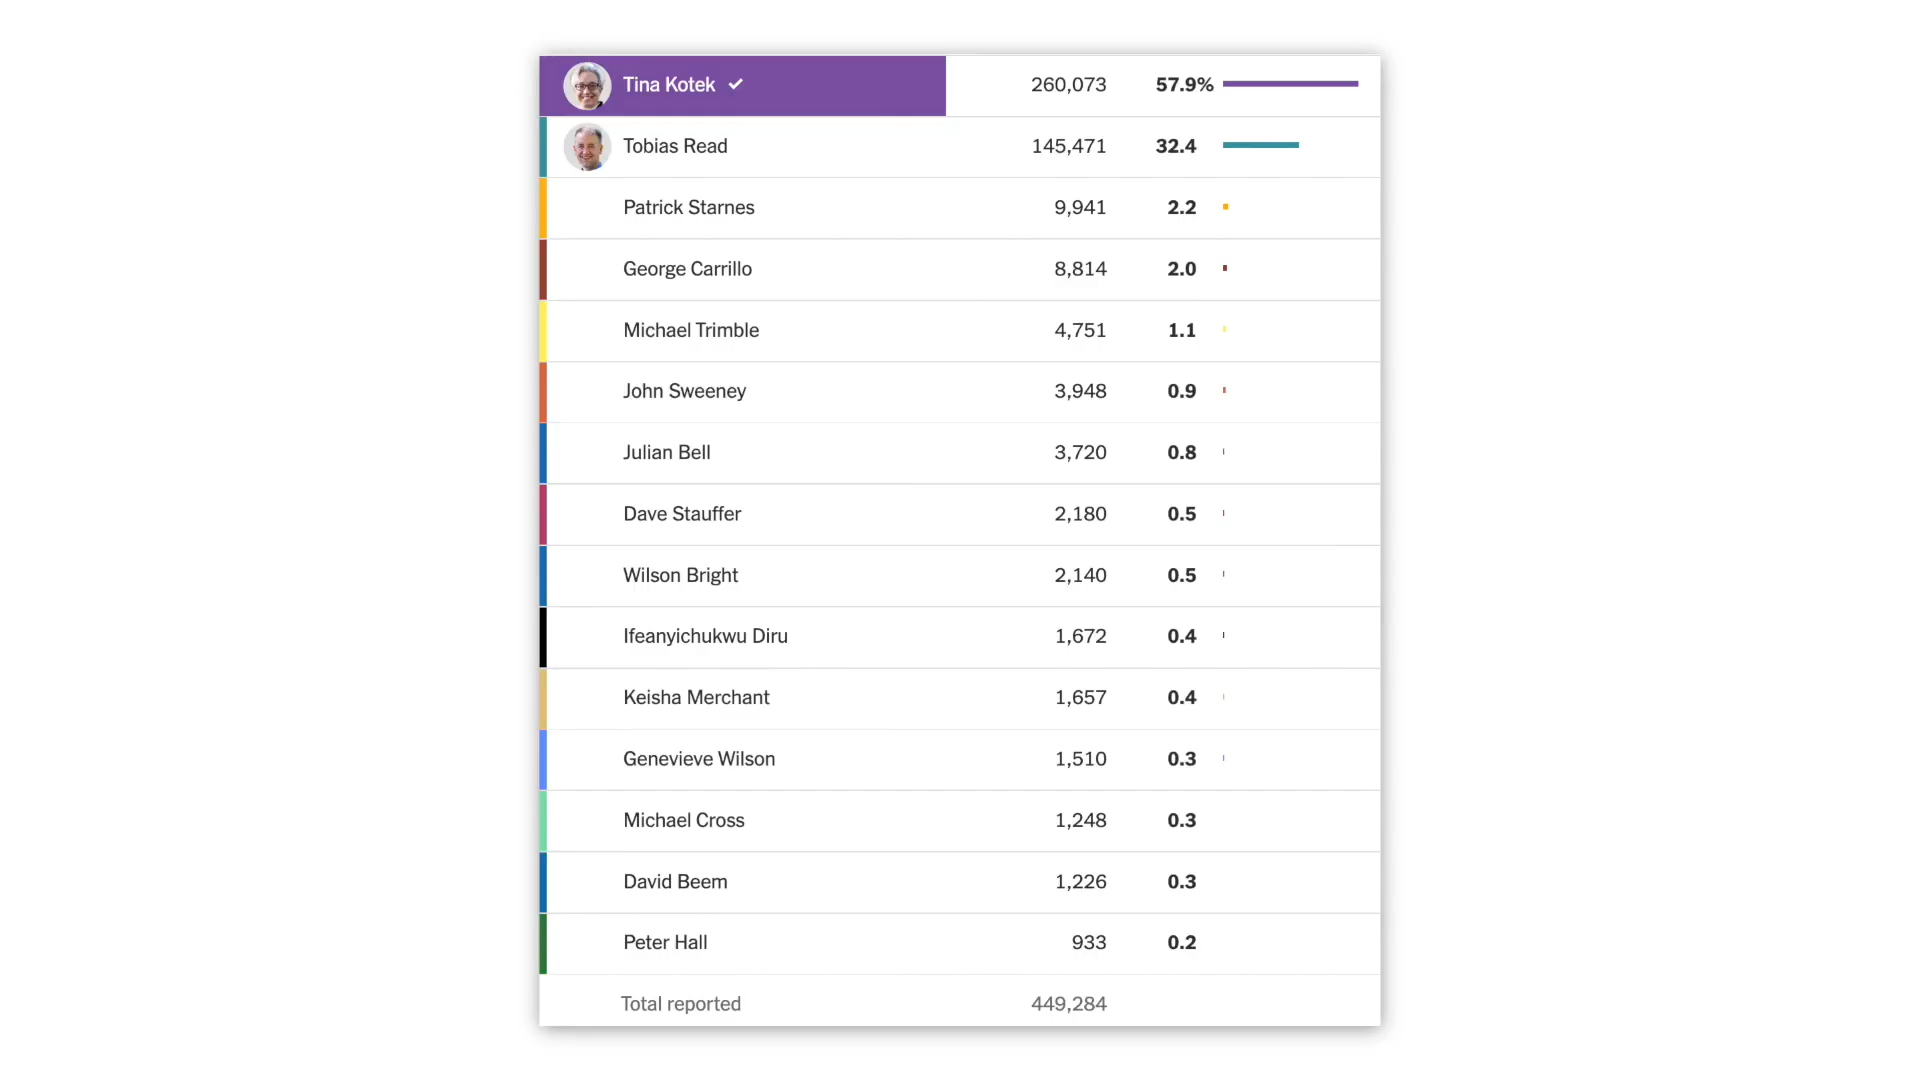 Tina Kotek ✓ 260,073 57.9%
Tobias Read 145,471 32.4
Patrick Starnes 9,941 2.2
George Carrillo 8,814 2.0
Michael Trimble 4,751 1.1
John Sweeney 3,948 0.9
Julian Bell 3,720 0.8
Dave Stauffer 2,180 0.5
Wilson Bright 2,140 0.5
Ifeanyichukwu Diru 1,672 0.4
Keisha Merchant 1,657 0.4
Genevieve Wilson 1,510 0.3
Michael Cross 1,248 0.3
David Beem 1,226 0.3
Peter Hall 933 0.2
Total reported 449,284